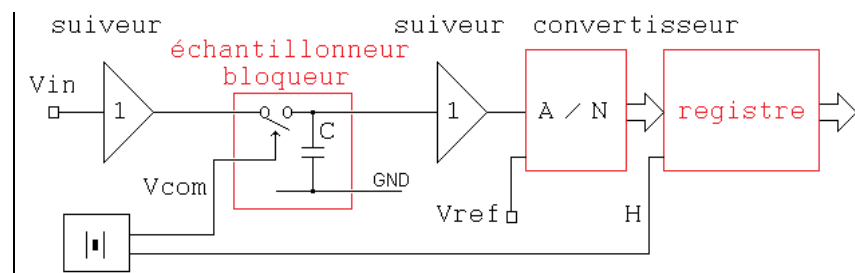 suiveur
suiveur
convertisseur
échantillonneur
bloqueur
Vin
1
C
1
A / N
registre
Vcom
GND
Vref
H